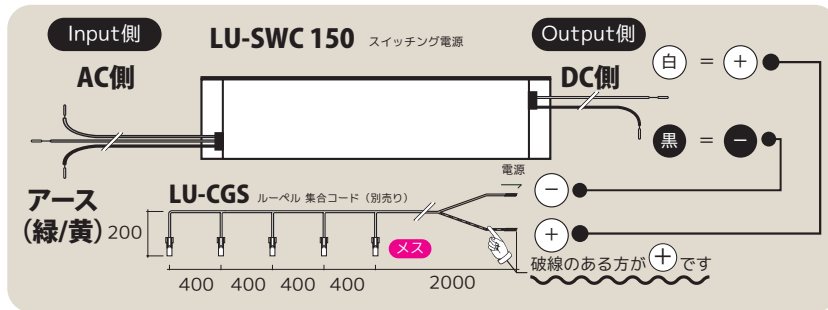 Input側
LU-SWC 150 スイッチング電源
Output側
AC側
DC側
白 = +
黒 = −
アース
(緑/黄)
LU-CGS ルーペル 集合コード（別売り）
電源
−
+
200
メス
破線のある方が + です
400 400 400 400 2000